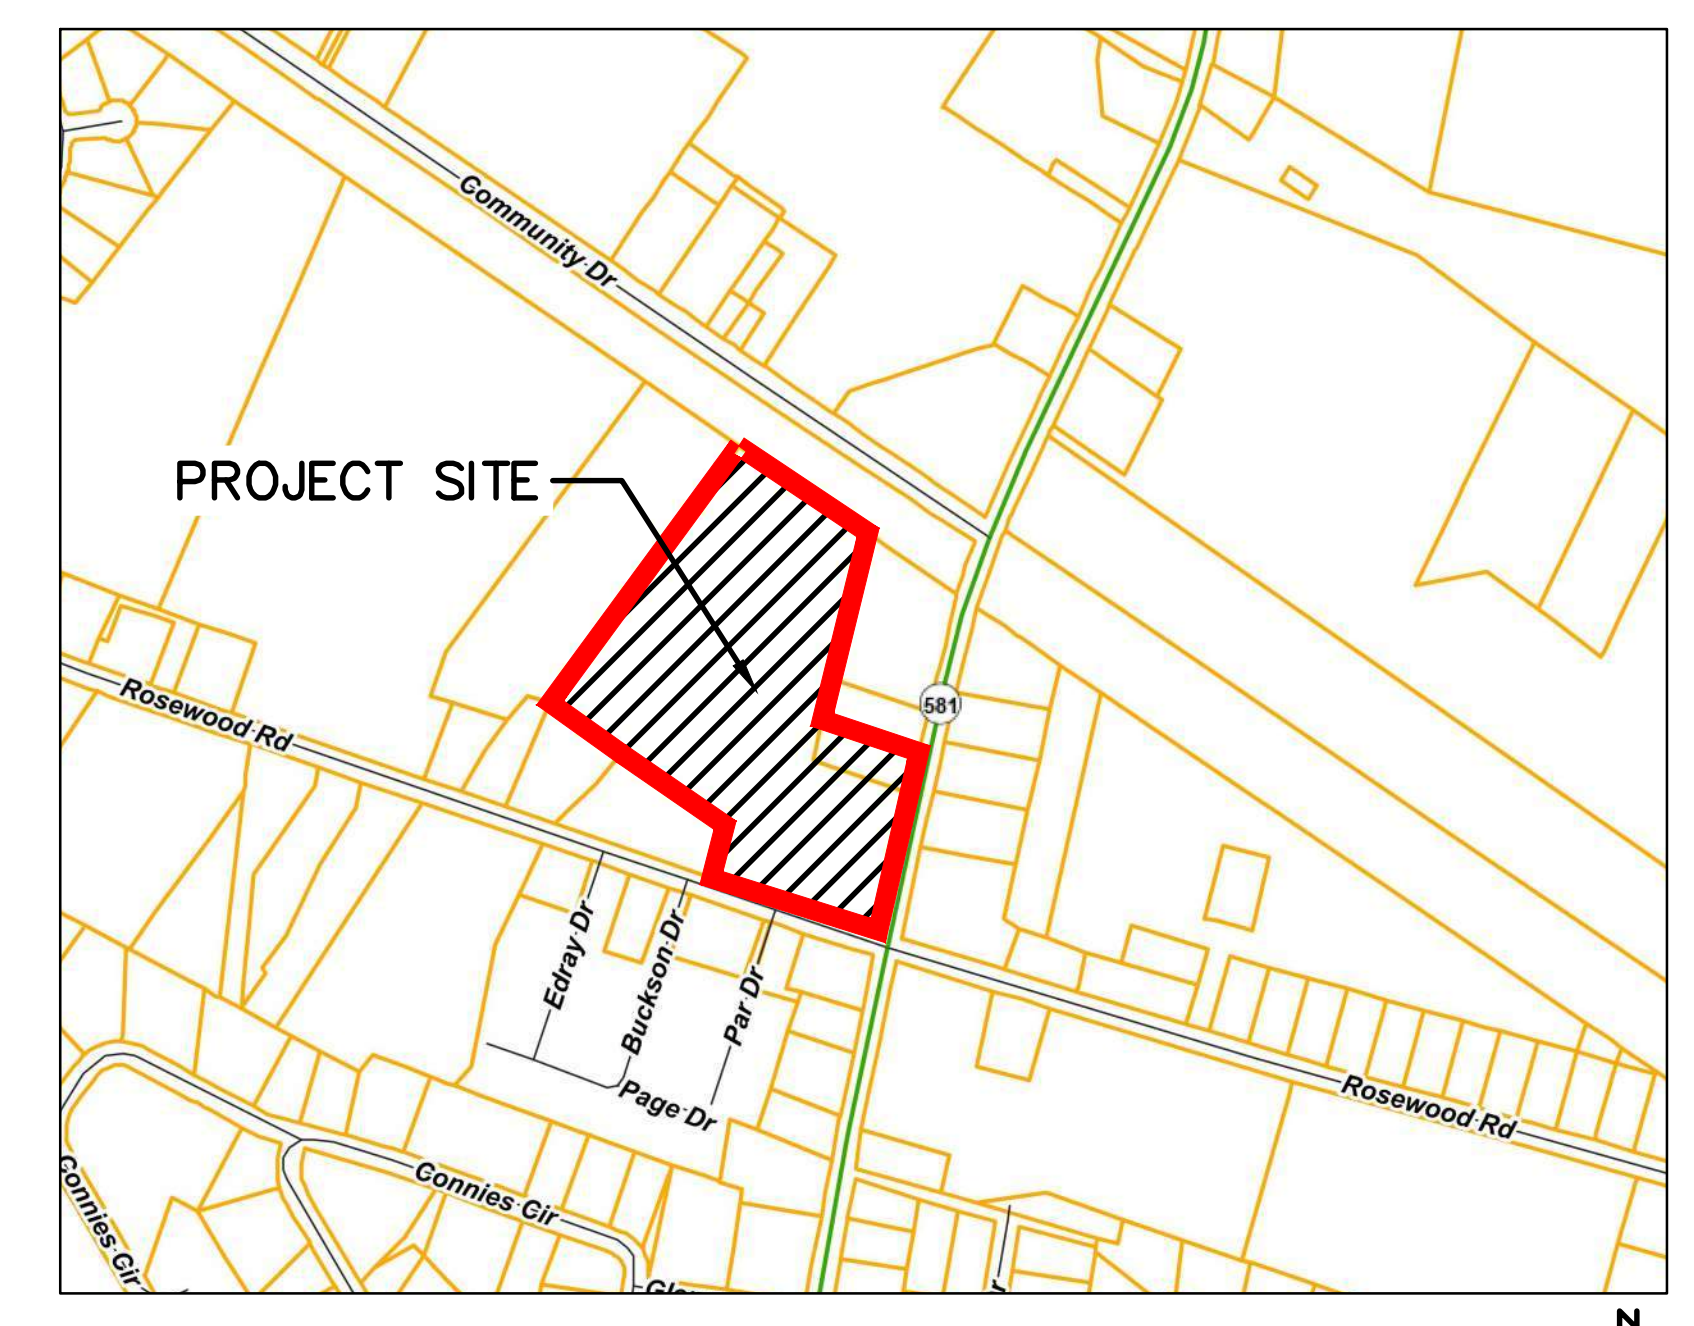 Community Dr
PROJECT SITE
Rosewood Rd
581
Edray Dr
Buckson Dr
Par Dr
Page Dr
Rosewood Rd
Connies Cir
Connies Cir
N